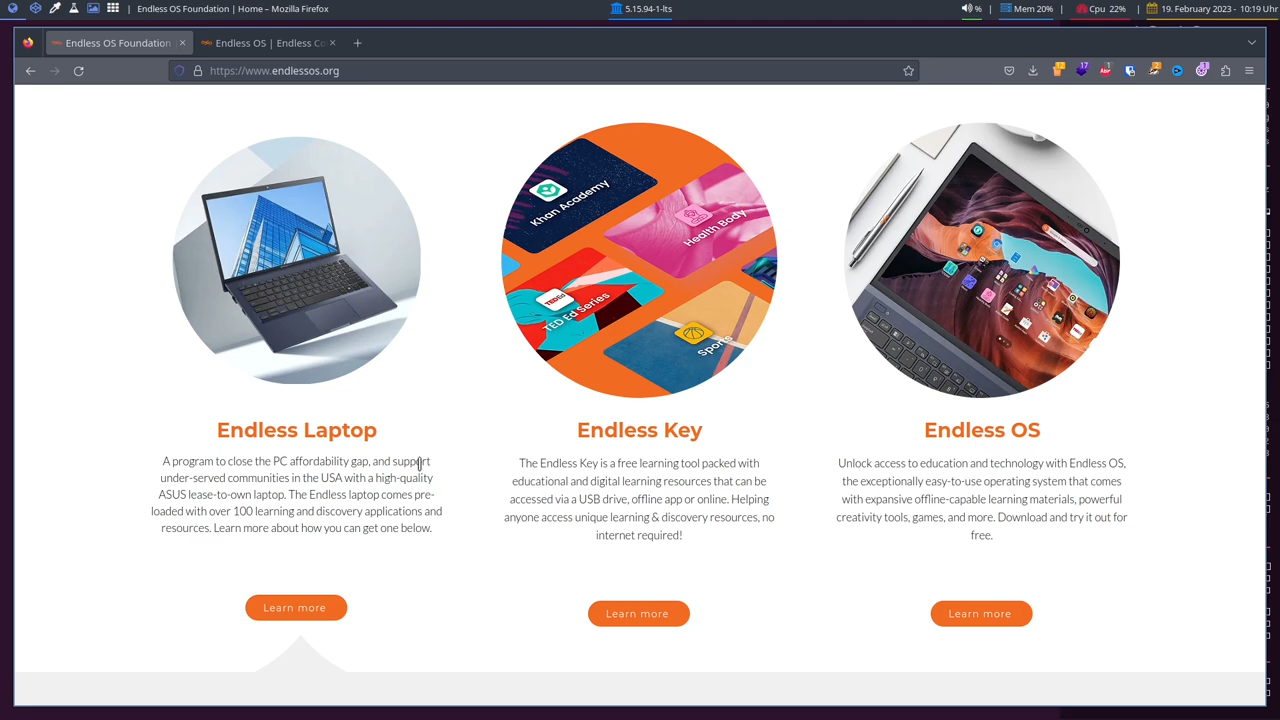 Endless OS Foundation | Home – Mozilla Firefox
5.15.94-1-lts
%
Mem 20%
Cpu 22%
19. February 2023 - 10:19 Uhr
Endless OS Foundation
Endless OS | Endless Co
https://www.endlessos.org
12
17
1
2
1
Khan Academy
Health Body
TED Ed Series
Sports
Endless Laptop
A program to close the PC affordability gap, and support
under-served communities in the USA with a high-quality
ASUS lease-to-own laptop. The Endless laptop comes pre-
loaded with over 100 learning and discovery applications and
resources. Learn more about how you can get one below.
Learn more
Endless Key
The Endless Key is a free learning tool packed with
educational and digital learning resources that can be
accessed via a USB drive, offline app or online. Helping
anyone access unique learning & discovery resources, no
internet required!
Learn more
Endless OS
Unlock access to education and technology with Endless OS,
the exceptionally easy-to-use operating system that comes
with expansive offline-capable learning materials, powerful
creativity tools, games, and more. Download and try it out for
free.
Learn more